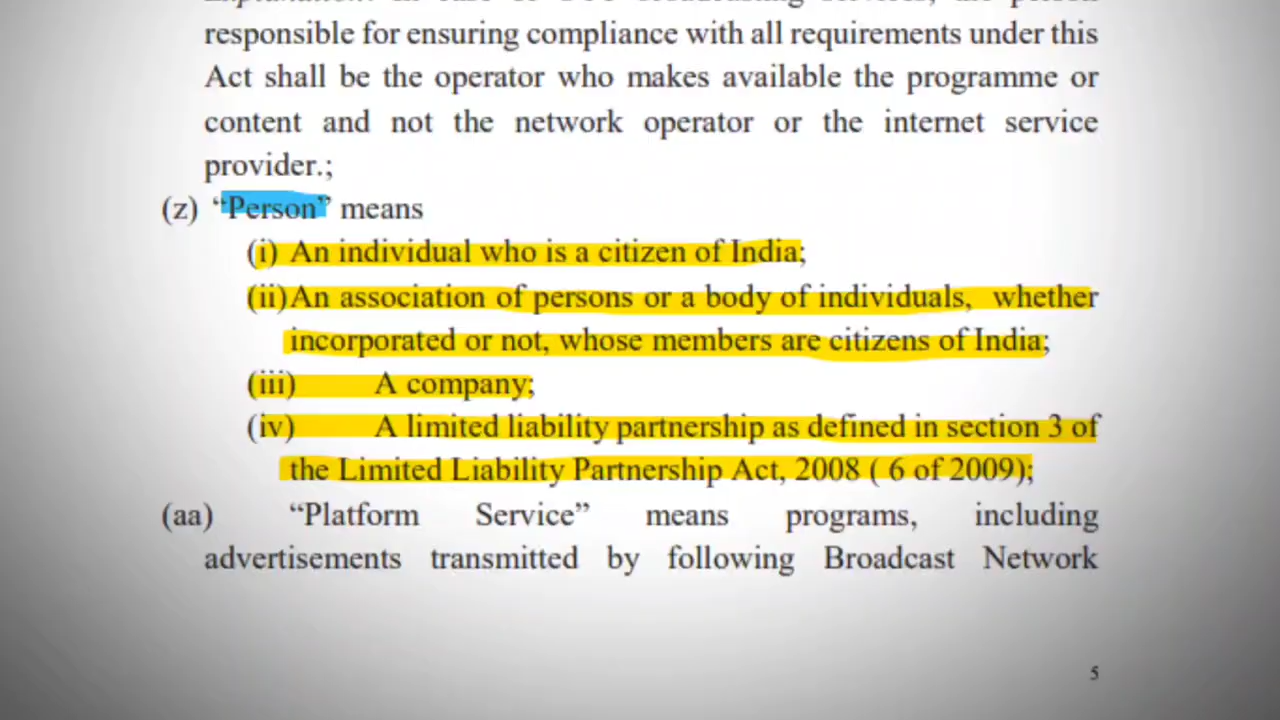 responsible for ensuring compliance with all requirements under this
Act shall be the operator who makes available the programme or
content and not the network operator or the internet service
provider.;
(z) “Person” means
(i) An individual who is a citizen of India;
(ii) An association of persons or a body of individuals, whether
incorporated or not, whose members are citizens of India;
(iii) A company;
(iv) A limited liability partnership as defined in section 3 of
the Limited Liability Partnership Act, 2008 ( 6 of 2009);
(aa) “Platform Service” means programs, including
advertisements transmitted by following Broadcast Network
5